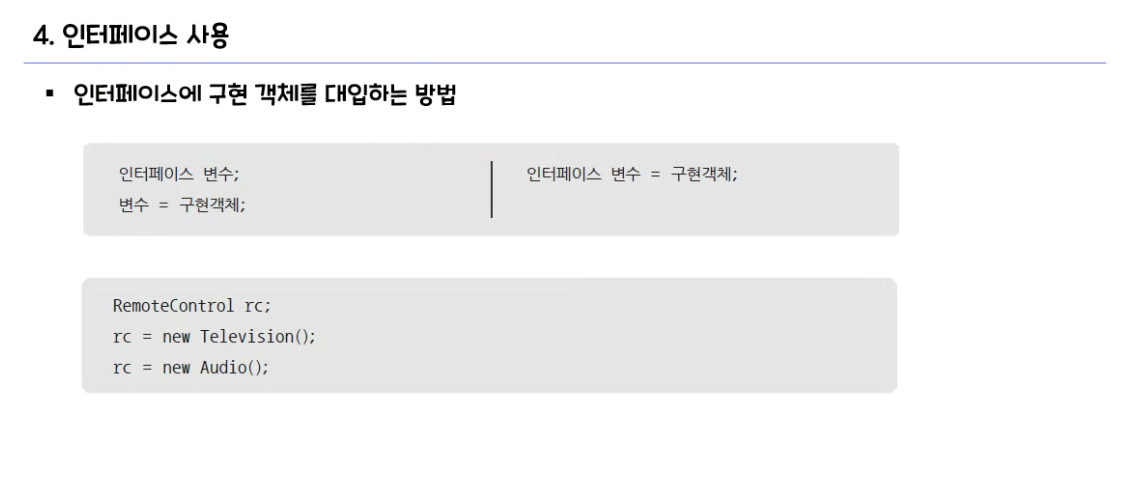 4. 인터페이스 사용
▪ 인터페이스에 구현 객체를 대입하는 방법
인터페이스 변수;
변수 = 구현객체;
인터페이스 변수 = 구현객체;
RemoteControl rc;
rc = new Television();
rc = new Audio();